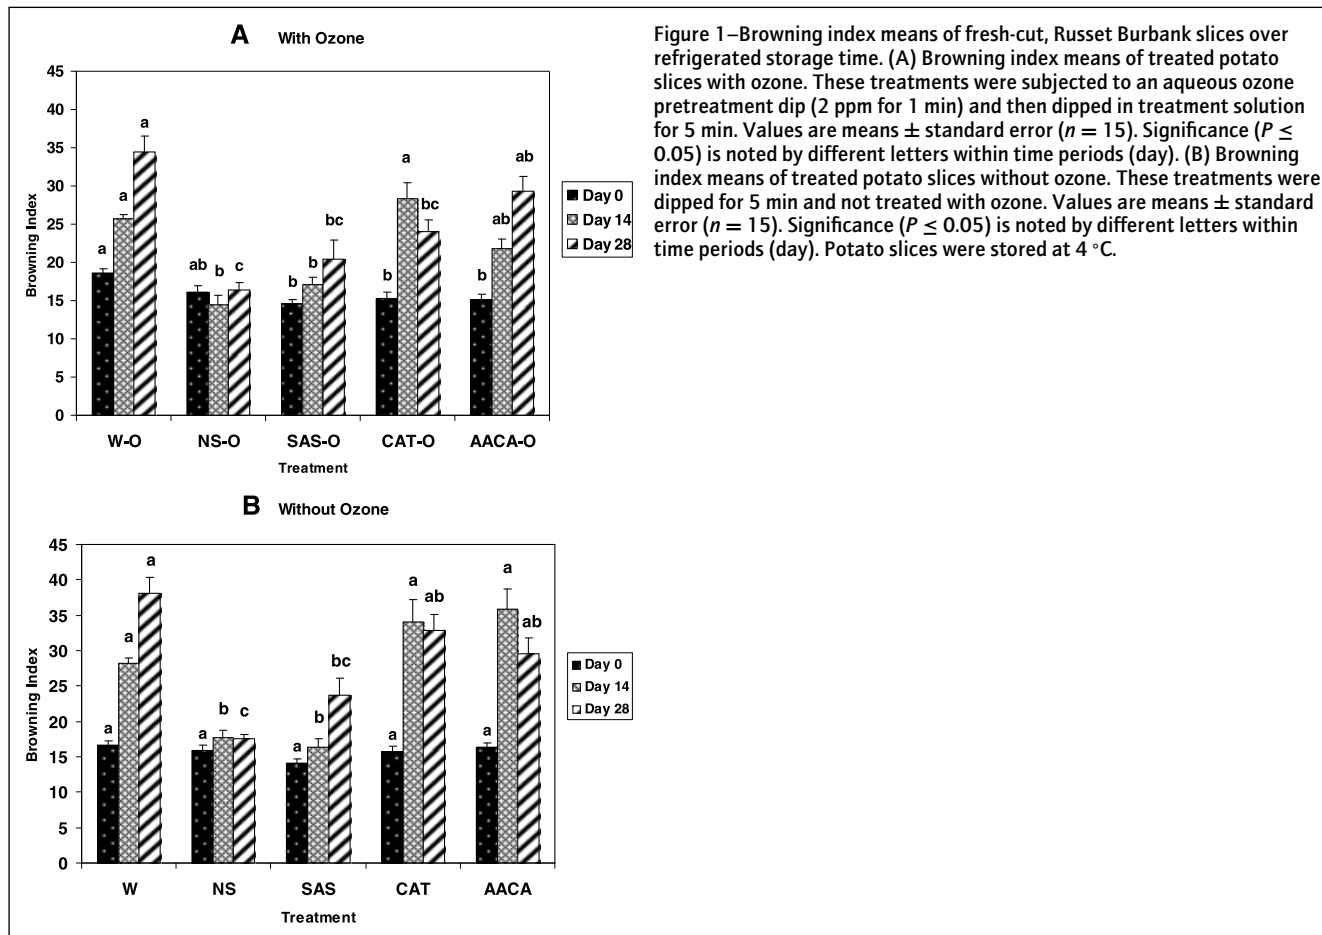 A With Ozone
45
40
35
30
25
20
15
10
5
0
Browning Index
a a a
ab b c
b b bc
b a bc
b ab ab
W-O NS-O SAS-O CAT-O AACA-O
Treatment
Day 0
Day 14
Day 28
B Without Ozone
45
40
35
30
25
20
15
10
5
0
Browning Index
a a a
a b c
a b bc
a a ab
a a ab
W NS SAS CAT AACA
Treatment
Day 0
Day 14
Day 28
Figure 1–Browning index means of fresh-cut, Russet Burbank slices over
refrigerated storage time. (A) Browning index means of treated potato
slices with ozone. These treatments were subjected to an aqueous ozone
pretreatment dip (2 ppm for 1 min) and then dipped in treatment solution
for 5 min. Values are means ± standard error (n = 15). Significance (P ≤
0.05) is noted by different letters within time periods (day). (B) Browning
index means of treated potato slices without ozone. These treatments were
dipped for 5 min and not treated with ozone. Values are means ± standard
error (n = 15). Significance (P ≤ 0.05) is noted by different letters within
time periods (day). Potato slices were stored at 4 °C.